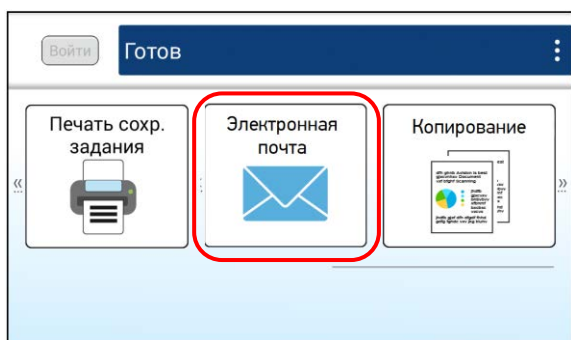 Войти
Готов
Печать сохр.
задания
Электронная
почта
Копирование